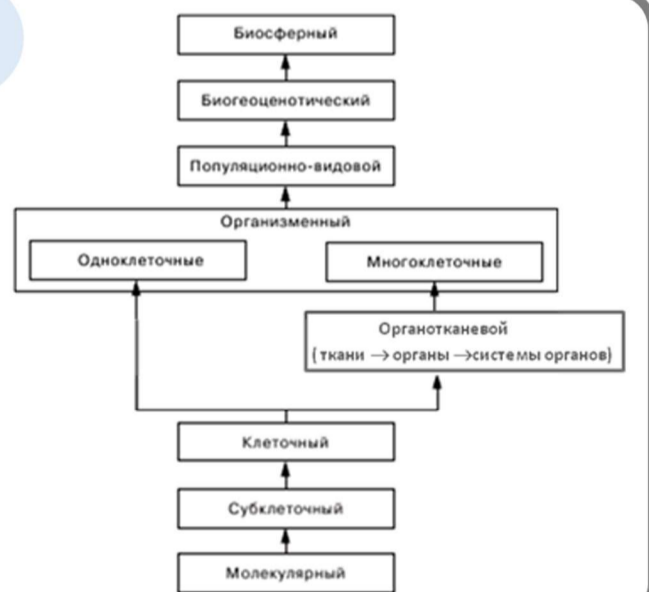 Биосферный
Биогеоценотический
Популяционно-видовой
Организменный
Одноклеточные
Многоклеточные
Органотканевой
(ткани → органы →системы органов)
Клеточный
Субклеточный
Молекулярный